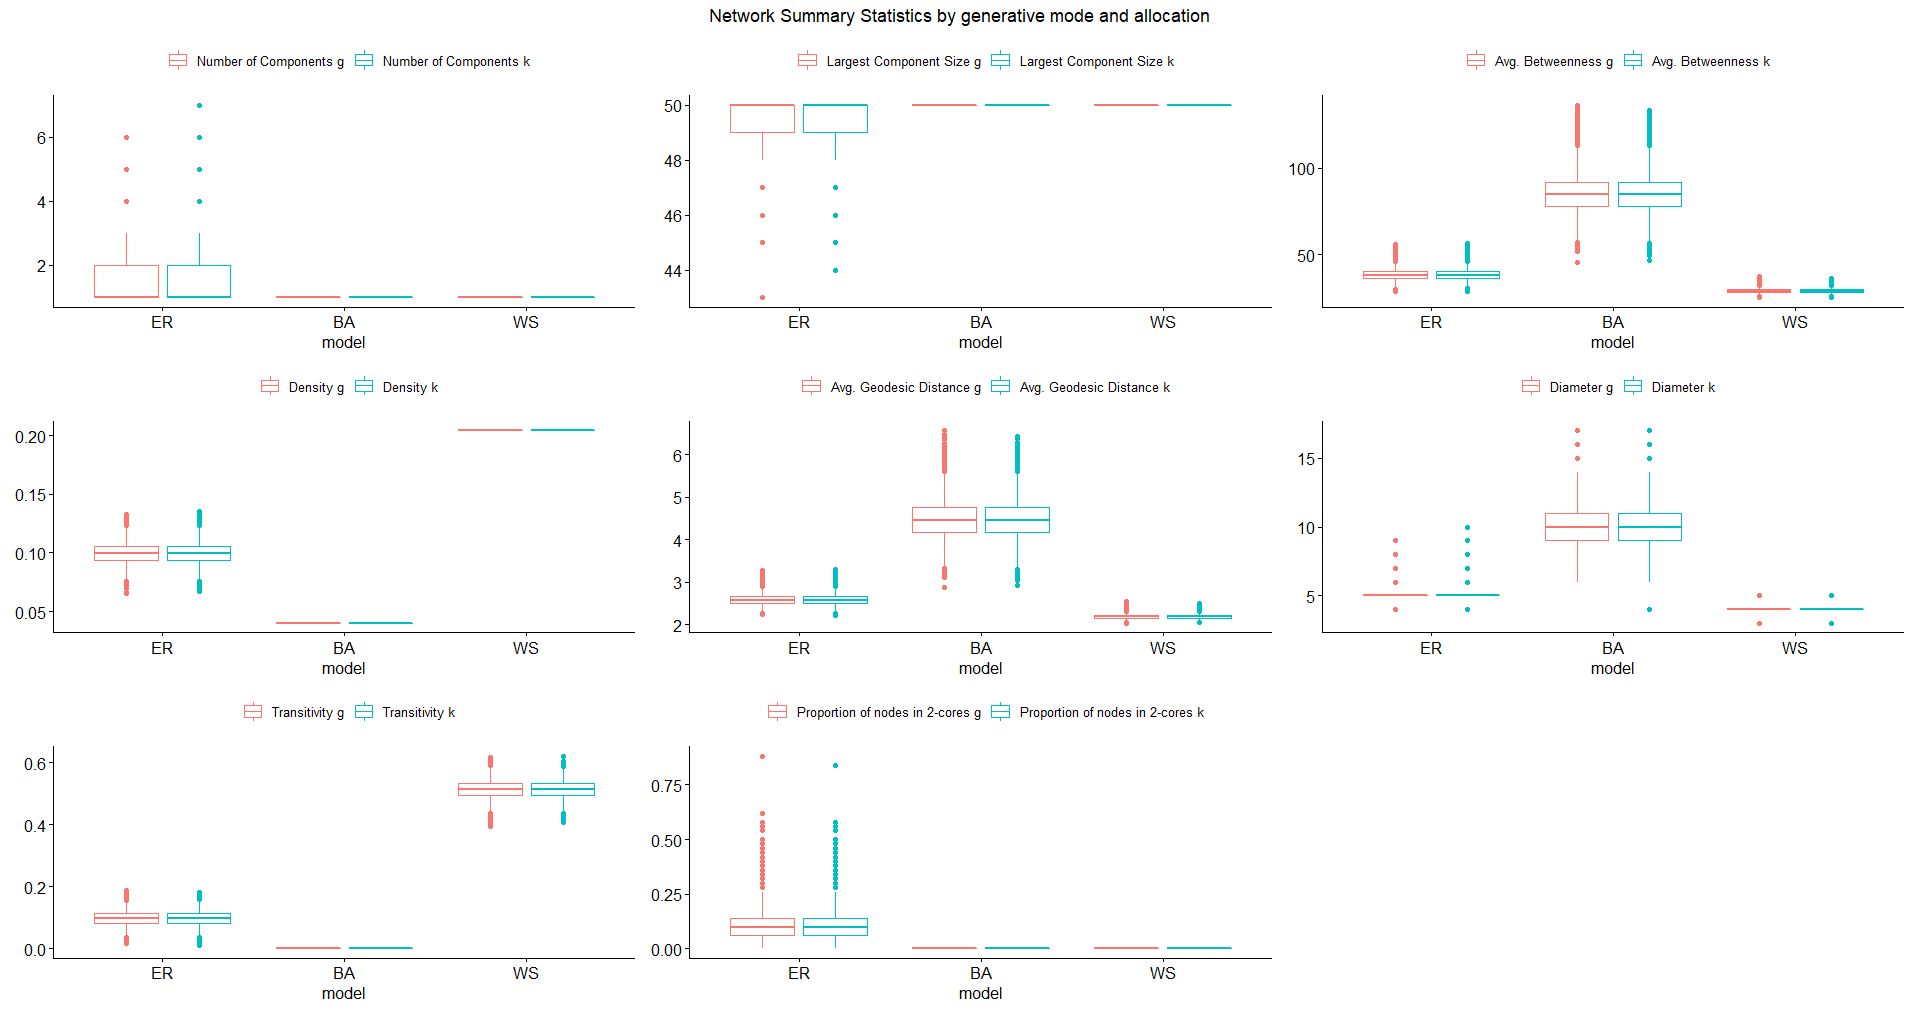 Network Summary Statistics by generative mode and allocation
Number of Components g Number of Components k
6
4
2
ER BA WS
model
Largest Component Size g Largest Component Size k
50
48
46
44
ER BA WS
model
Avg. Betweenness g Avg. Betweenness k
100
50
ER BA WS
model
Density g Density k
0.20
0.15
0.10
0.05
ER BA WS
model
Avg. Geodesic Distance g Avg. Geodesic Distance k
6
5
4
3
2
ER BA WS
model
Diameter g Diameter k
15
10
5
ER BA WS
model
Transitivity g Transitivity k
0.6
0.4
0.2
0.0
ER BA WS
model
Proportion of nodes in 2-cores g Proportion of nodes in 2-cores k
0.75
0.50
0.25
0.00
ER BA WS
model